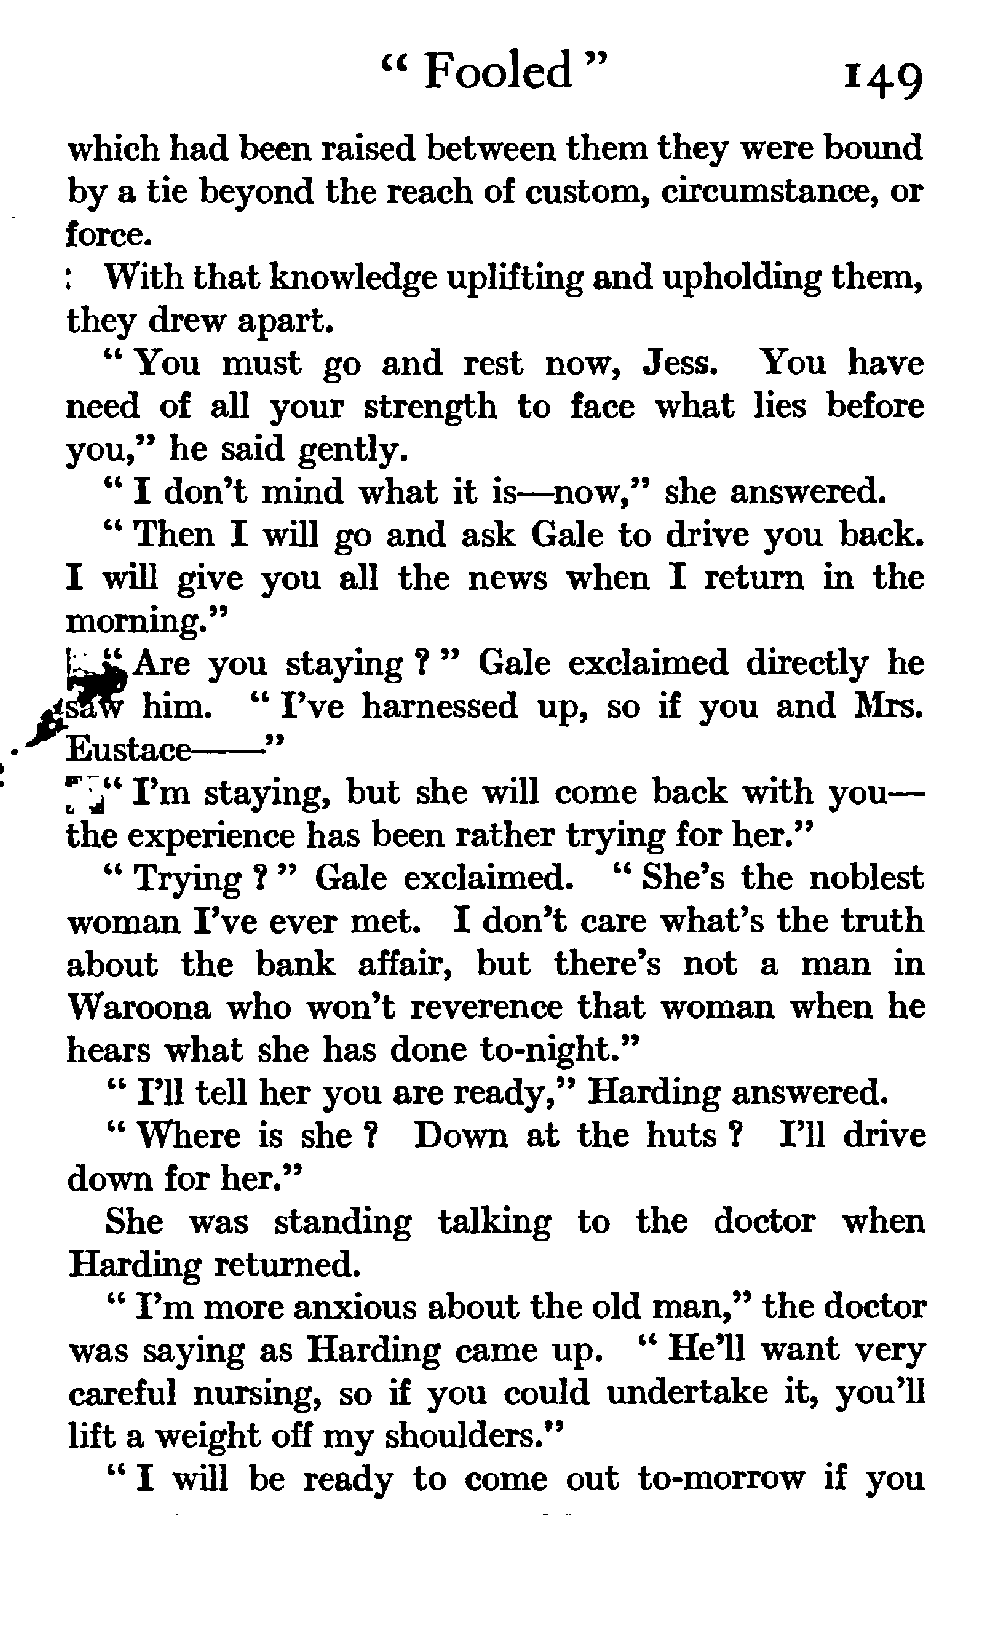 “ Fooled ” 149
which had been raised between them they were bound
by a tie beyond the reach of custom, circumstance, or
force.
With that knowledge uplifting and upholding them,
they drew apart.
“ You must go and rest now, Jess. You have
need of all your strength to face what lies before
you,” he said gently.
“ I don’t mind what it is—now,” she answered.
“ Then I will go and ask Gale to drive you back.
I will give you all the news when I return in the
morning.”
“ Are you staying ? ” Gale exclaimed directly he
saw him. “ I’ve harnessed up, so if you and Mrs.
Eustace——”
“ I’m staying, but she will come back with you—
the experience has been rather trying for her.”
“ Trying ? ” Gale exclaimed. “ She’s the noblest
woman I’ve ever met. I don’t care what’s the truth
about the bank affair, but there’s not a man in
Waroona who won’t reverence that woman when he
hears what she has done to-night.”
“ I’ll tell her you are ready,” Harding answered.
“ Where is she ? Down at the huts ? I’ll drive
down for her.”
She was standing talking to the doctor when
Harding returned.
“ I’m more anxious about the old man,” the doctor
was saying as Harding came up. “ He’ll want very
careful nursing, so if you could undertake it, you’ll
lift a weight off my shoulders.”
“ I will be ready to come out to-morrow if you